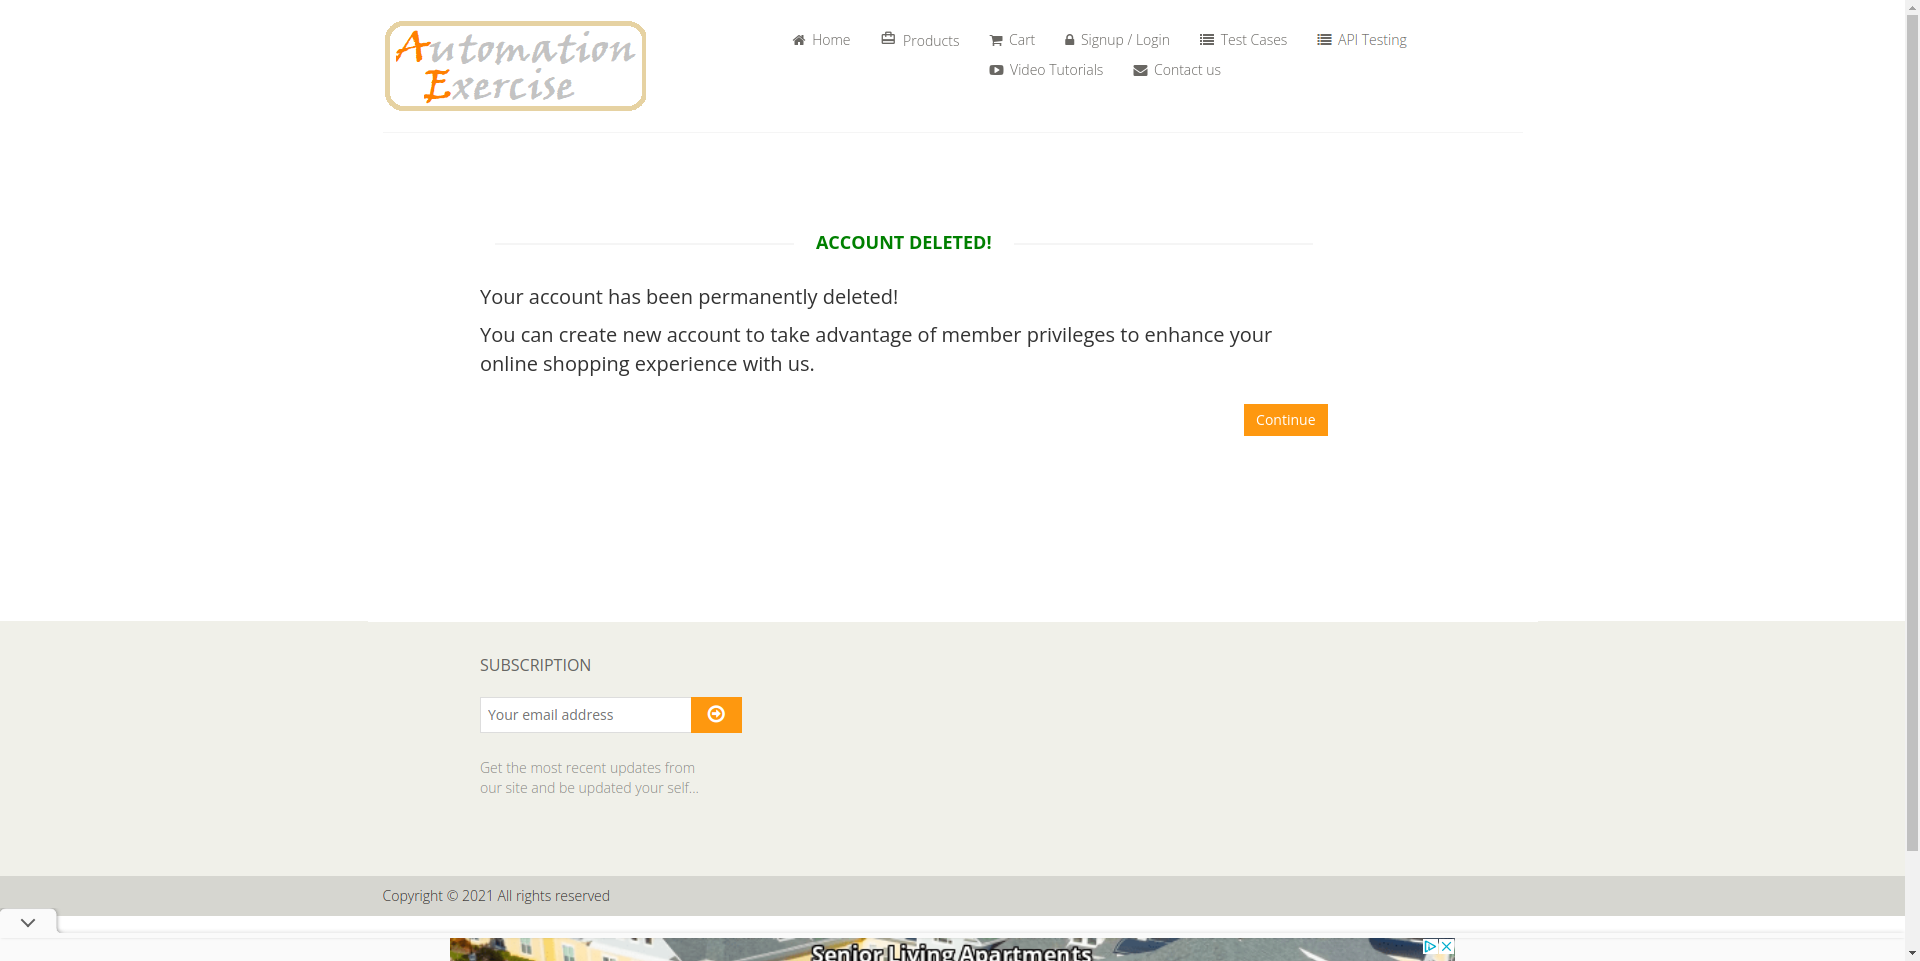 Automation
Exercise
Home
Products
Cart
Signup / Login
Test Cases
API Testing
Video Tutorials
Contact us
ACCOUNT DELETED!
Your account has been permanently deleted!
You can create new account to take advantage of member privileges to enhance your
online shopping experience with us.
Continue
SUBSCRIPTION
Your email address
Get the most recent updates from
our site and be updated your self...
Copyright © 2021 All rights reserved
Senior Living Apartments